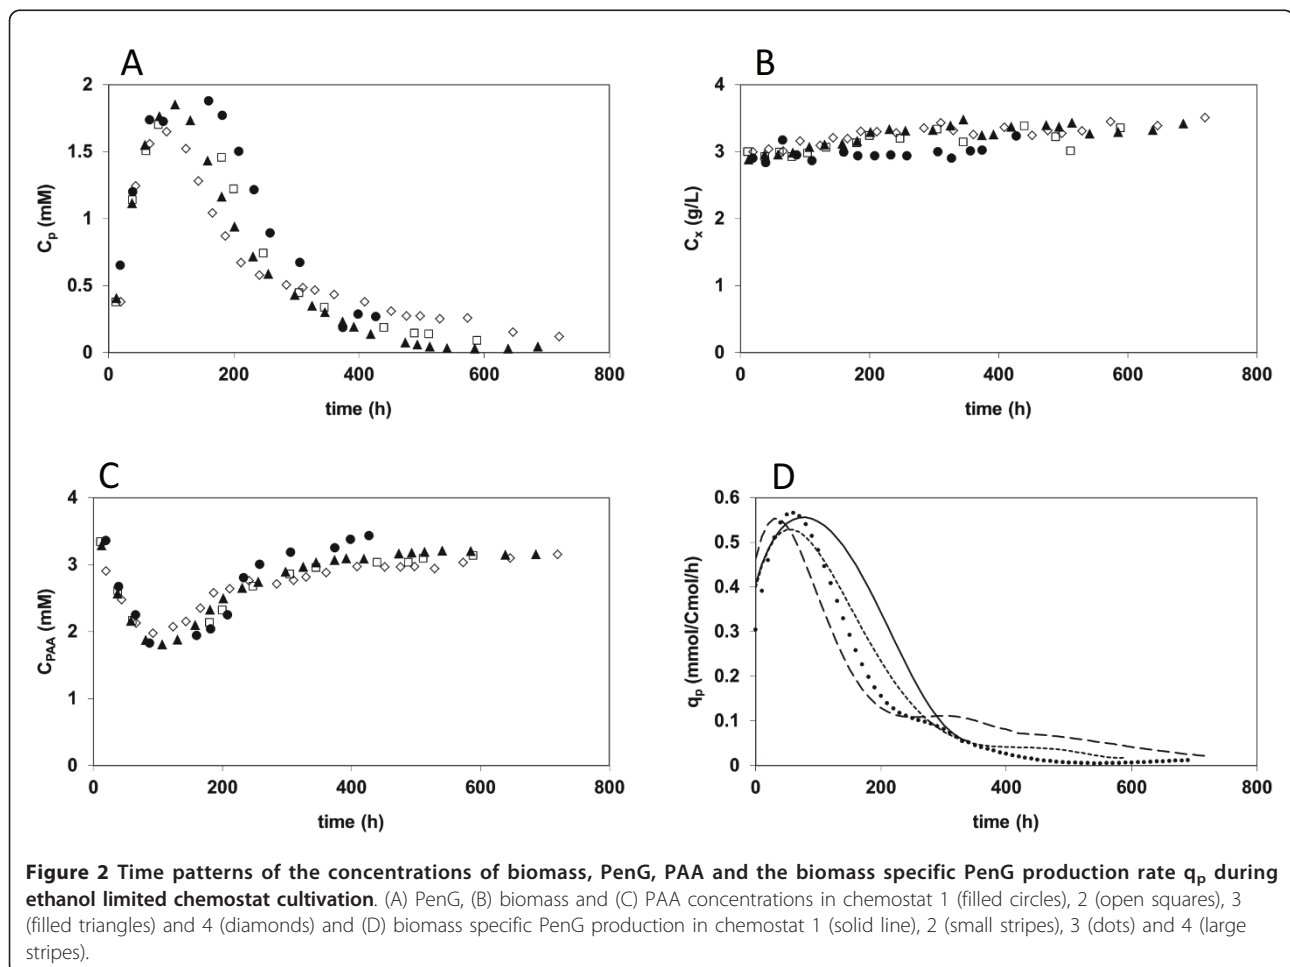 A
B
2
1.5
1
0.5
0
Cp (mM)
0 200 400 600 800
time (h)
4
3
2
1
0
Cx (g/L)
0 200 400 600 800
time (h)
C
D
4
3
2
1
0
CPAA (mM)
0 200 400 600 800
time (h)
0.6
0.5
0.4
0.3
0.2
0.1
0
qp (mmol/Cmol/h)
0 200 400 600 800
time (h)
Figure 2 Time patterns of the concentrations of biomass, PenG, PAA and the biomass specific PenG production rate qp during
ethanol limited chemostat cultivation. (A) PenG, (B) biomass and (C) PAA concentrations in chemostat 1 (filled circles), 2 (open squares), 3
(filled triangles) and 4 (diamonds) and (D) biomass specific PenG production in chemostat 1 (solid line), 2 (small stripes), 3 (dots) and 4 (large
stripes).